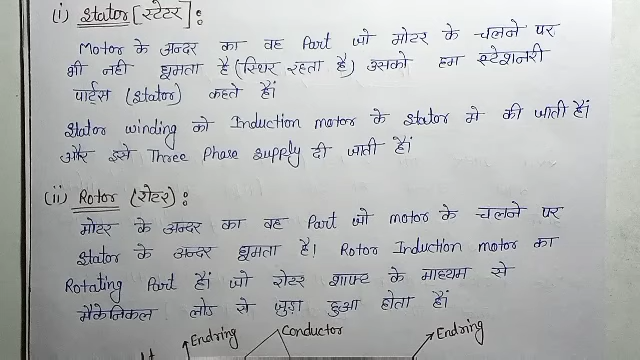 (i) Stator [स्टेटर] :
Motor के अन्दर का वह Part जो मोटर के चलने पर
भी नही घूमता है (स्थिर रहता है) उसको हम स्टेशनरी
पार्ट्स (Stator) कहते हैं।
Stator winding को Induction motor के Stator मे की जाती हैं।
और इसे Three Phase supply दी जाती हैं।
(ii) Rotor (रोटर) :
मोटर के अन्दर का वह Part जो motor के चलने पर
Stator के अन्दर घूमता है। Rotor Induction motor का
Rotating Part हैं। जो रोटर शाफ्ट के माध्यम से
मैकेनिकल लोड से जुड़ा हुआ होता हैं।
Endring Conductor Endring